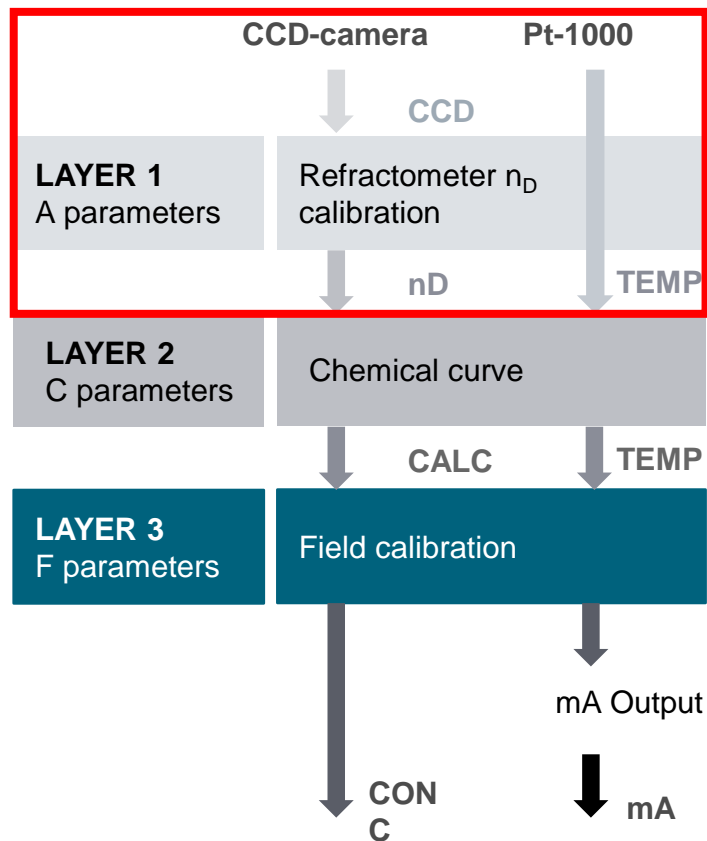 CCD-camera Pt-1000
CCD
LAYER 1
A parameters
Refractometer nD
calibration
nD TEMP
LAYER 2
C parameters
Chemical curve
CALC TEMP
LAYER 3
F parameters
Field calibration
mA Output
CON
C
mA